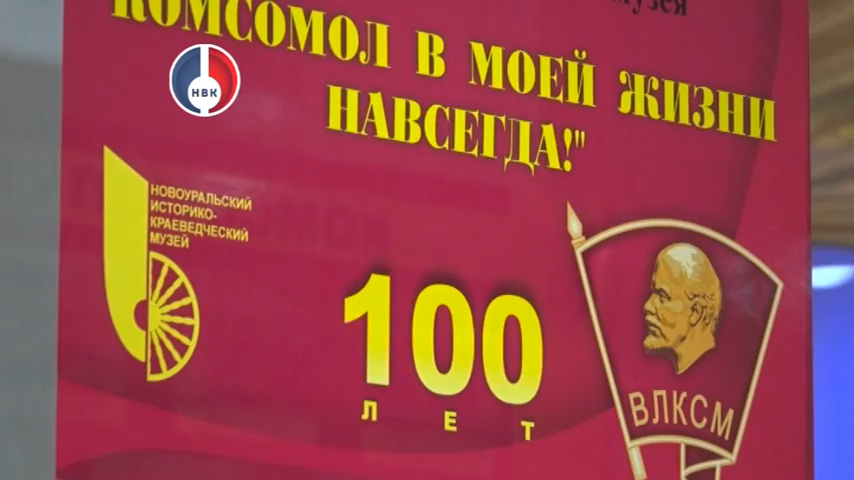 музея
КОМСОМОЛ В МОЕЙ ЖИЗНИ
НАВСЕГДА!"
НВК
НОВОУРАЛЬСКИЙ
ИСТОРИКО-
КРАЕВЕДЧЕСКИЙ
МУЗЕЙ
100
ЛЕТ
ВЛКСМ